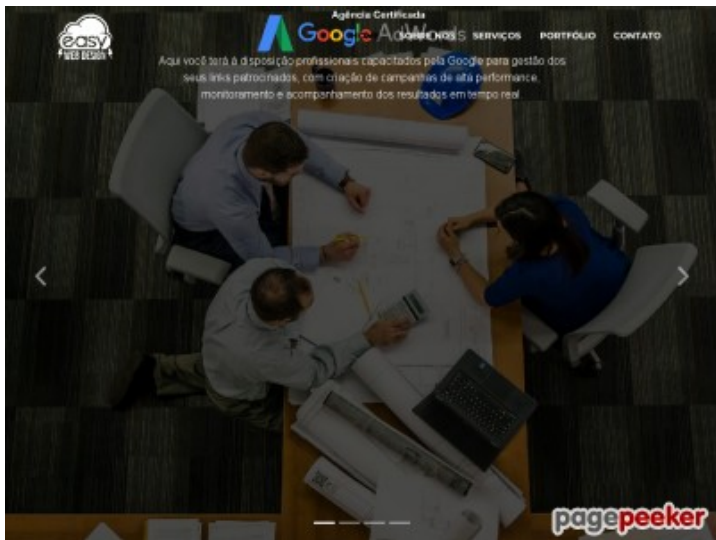 Agência Certificada
easy
WEB DESIGN
Google AdWords
SOBRE NÓS
SERVIÇOS
PORTFÓLIO
CONTATO
Aqui você terá à disposição profissionais capacitados pela Google para gestão dos
seus links patrocinados, com criação de campanhas de alta performance,
monitoramento e acompanhamento dos resultados em tempo real
pagepeeker